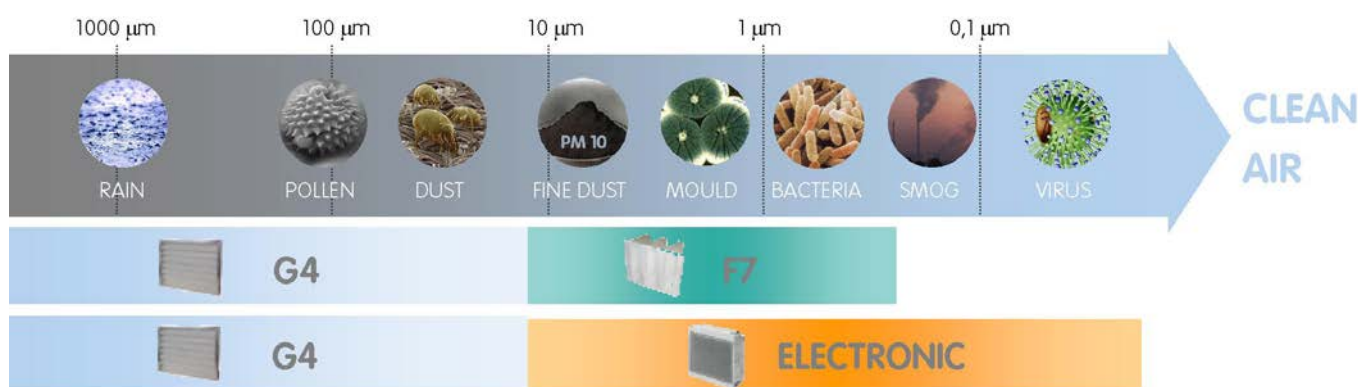 1000 µm 100 µm 10 µm 1 µm 0,1 µm
PM 10
RAIN POLLEN DUST FINE DUST MOULD BACTERIA SMOG VIRUS
CLEAN
AIR
G4 F7
G4 ELECTRONIC